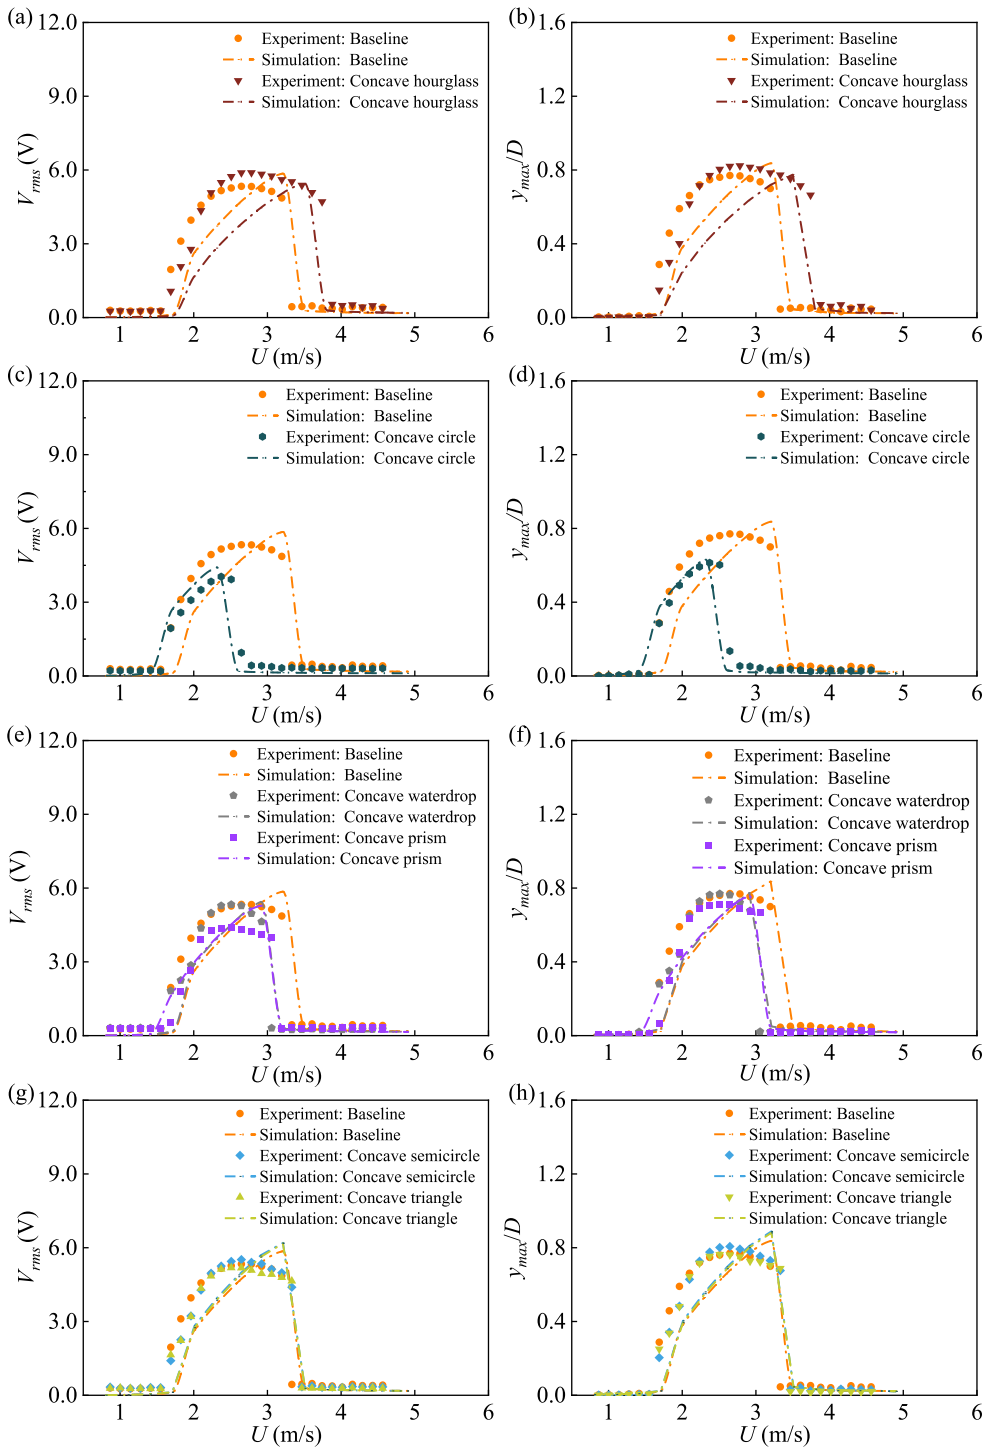 (a)
12.0
9.0
6.0
3.0
0.0
V_rms (V)
Experiment: Baseline
Simulation: Baseline
Experiment: Concave hourglass
Simulation: Concave hourglass
1 2 3 4 5 6
U (m/s)
(b)
1.6
1.2
0.8
0.4
0.0
y_max/D
Experiment: Baseline
Simulation: Baseline
Experiment: Concave hourglass
Simulation: Concave hourglass
1 2 3 4 5 6
U (m/s)
(c)
12.0
9.0
6.0
3.0
0.0
V_rms (V)
Experiment: Baseline
Simulation: Baseline
Experiment: Concave circle
Simulation: Concave circle
1 2 3 4 5 6
U (m/s)
(d)
1.6
1.2
0.8
0.4
0.0
y_max/D
Experiment: Baseline
Simulation: Baseline
Experiment: Concave circle
Simulation: Concave circle
1 2 3 4 5 6
U (m/s)
(e)
12.0
9.0
6.0
3.0
0.0
V_rms (V)
Experiment: Baseline
Simulation: Baseline
Experiment: Concave waterdrop
Simulation: Concave waterdrop
Experiment: Concave prism
Simulation: Concave prism
1 2 3 4 5 6
U (m/s)
(f)
1.6
1.2
0.8
0.4
0.0
y_max/D
Experiment: Baseline
Simulation: Baseline
Experiment: Concave waterdrop
Simulation: Concave waterdrop
Experiment: Concave prism
Simulation: Concave prism
1 2 3 4 5 6
U (m/s)
(g)
12.0
9.0
6.0
3.0
0.0
V_rms (V)
Experiment: Baseline
Simulation: Baseline
Experiment: Concave semicircle
Simulation: Concave semicircle
Experiment: Concave triangle
Simulation: Concave triangle
1 2 3 4 5 6
U (m/s)
(h)
1.6
1.2
0.8
0.4
0.0
y_max/D
Experiment: Baseline
Simulation: Baseline
Experiment: Concave semicircle
Simulation: Concave semicircle
Experiment: Concave triangle
Simulation: Concave triangle
1 2 3 4 5 6
U (m/s)